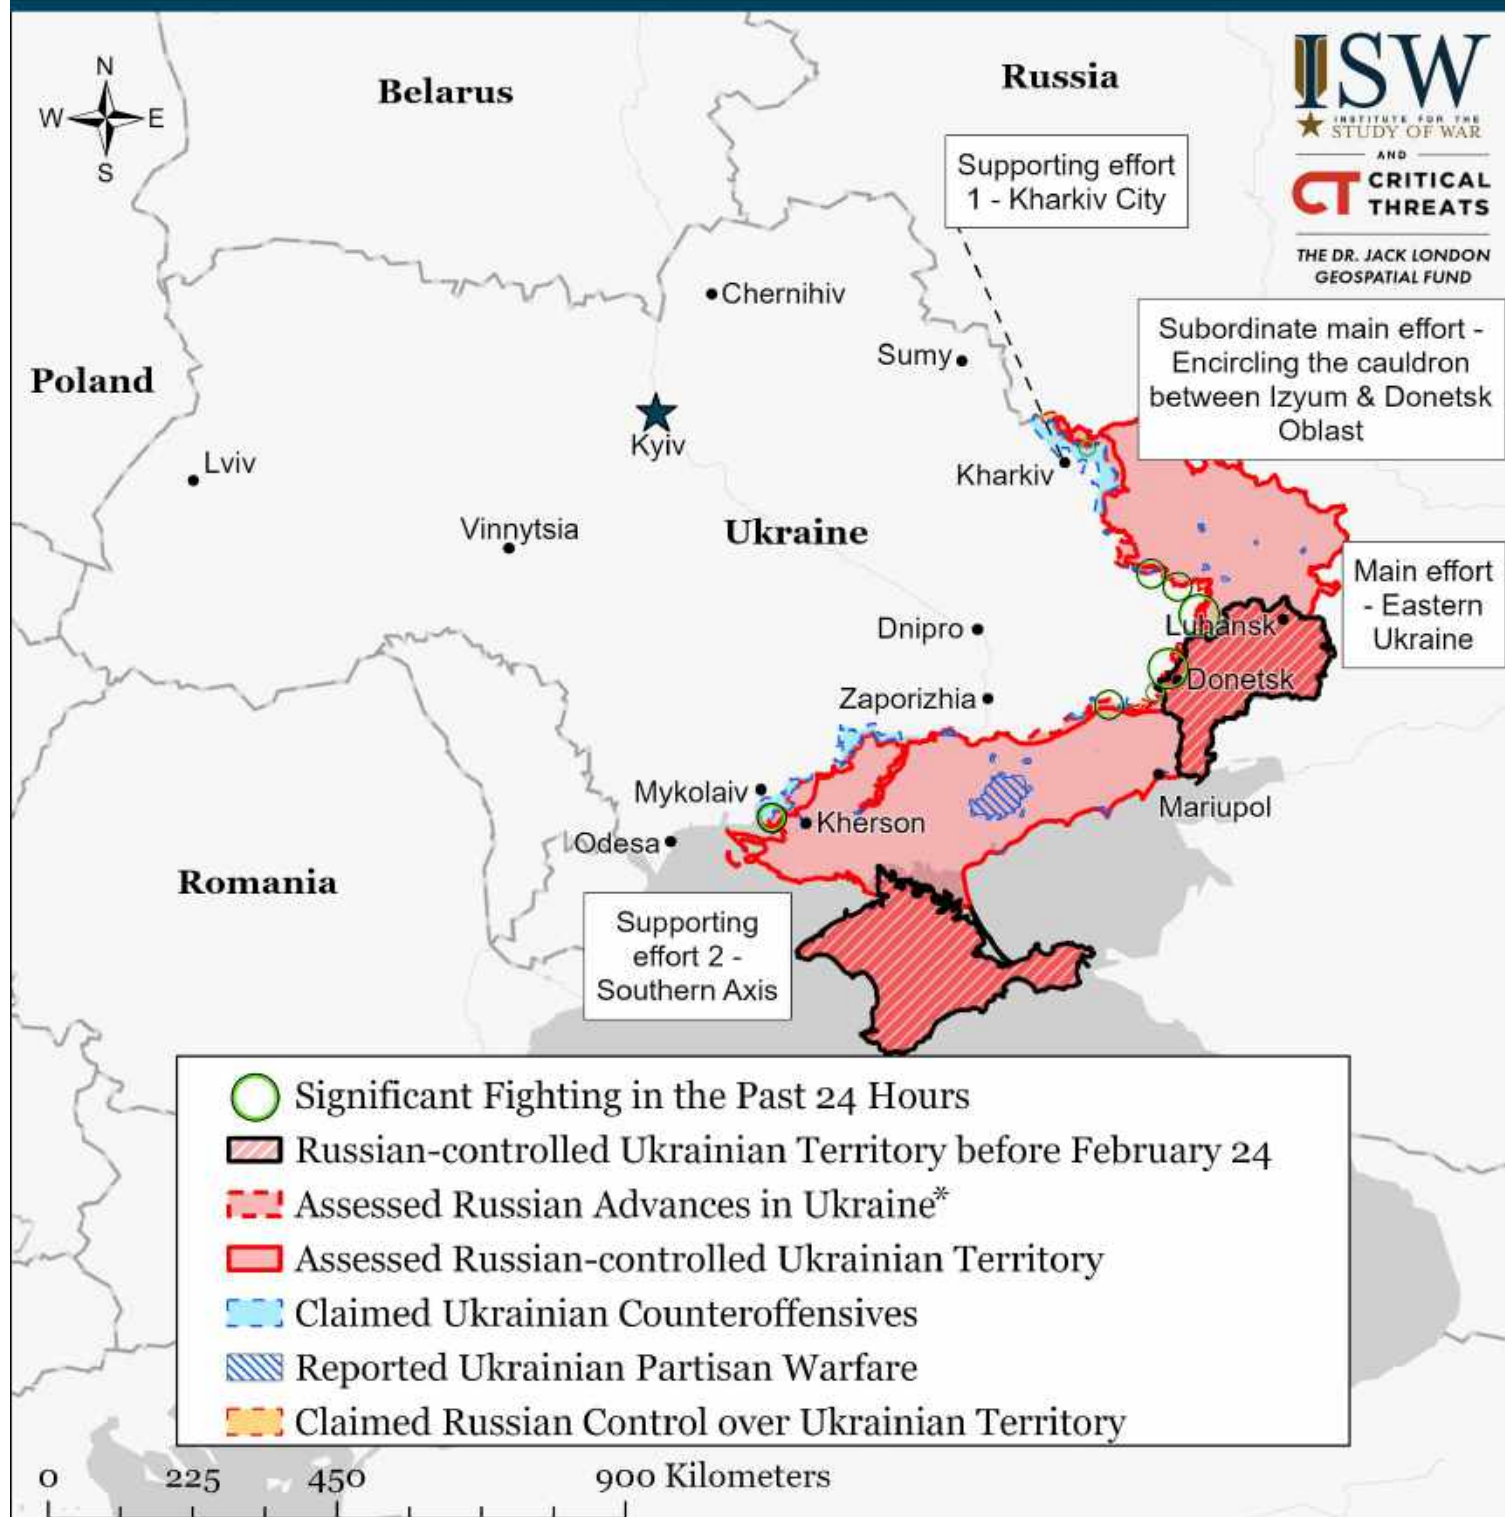 N
W
E
S
Belarus
Russia
ISW
INSTITUTE FOR THE
STUDY OF WAR
AND
CT CRITICAL
THREATS
THE DR. JACK LONDON
GEOSPATIAL FUND
Supporting effort
1 - Kharkiv City
Chernihiv
Subordinate main effort -
Encircling the cauldron
between Izyum & Donetsk
Oblast
Sumy
Poland
Kyiv
Lviv
Kharkiv
Vinnytsia
Ukraine
Main effort
- Eastern
Ukraine
Dnipro
Luhansk
Donetsk
Zaporizhia
Mykolaiv
Mariupol
Kherson
Odesa
Romania
Supporting
effort 2 -
Southern Axis
Significant Fighting in the Past 24 Hours
Russian-controlled Ukrainian Territory before February 24
Assessed Russian Advances in Ukraine*
Assessed Russian-controlled Ukrainian Territory
Claimed Ukrainian Counteroffensives
Reported Ukrainian Partisan Warfare
Claimed Russian Control over Ukrainian Territory
0 225 450 900 Kilometers